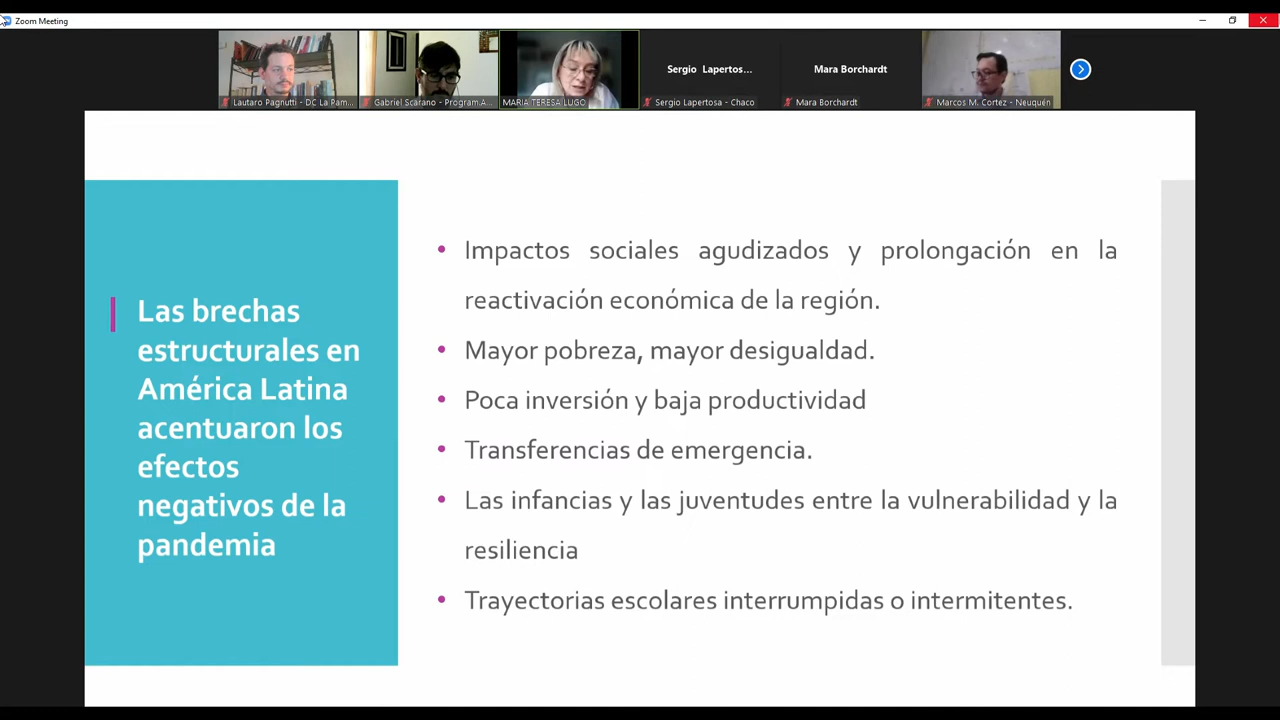 Zoom Meeting
Sergio Lapertos...
Mara Borchardt
Lautaro Pagnutti - DC La Pam...
Gabriel Scarano - Program.A...
MARIA TERESA LUGO
Sergio Lapertosa - Chaco
Mara Borchardt
Marcos M. Cortez - Neuquén
Las brechas
estructurales en
América Latina
acentuaron los
efectos
negativos de la
pandemia
• Impactos sociales agudizados y prolongación en la
reactivación económica de la región.
• Mayor pobreza, mayor desigualdad.
• Poca inversión y baja productividad
• Transferencias de emergencia.
• Las infancias y las juventudes entre la vulnerabilidad y la
resiliencia
• Trayectorias escolares interrumpidas o intermitentes.